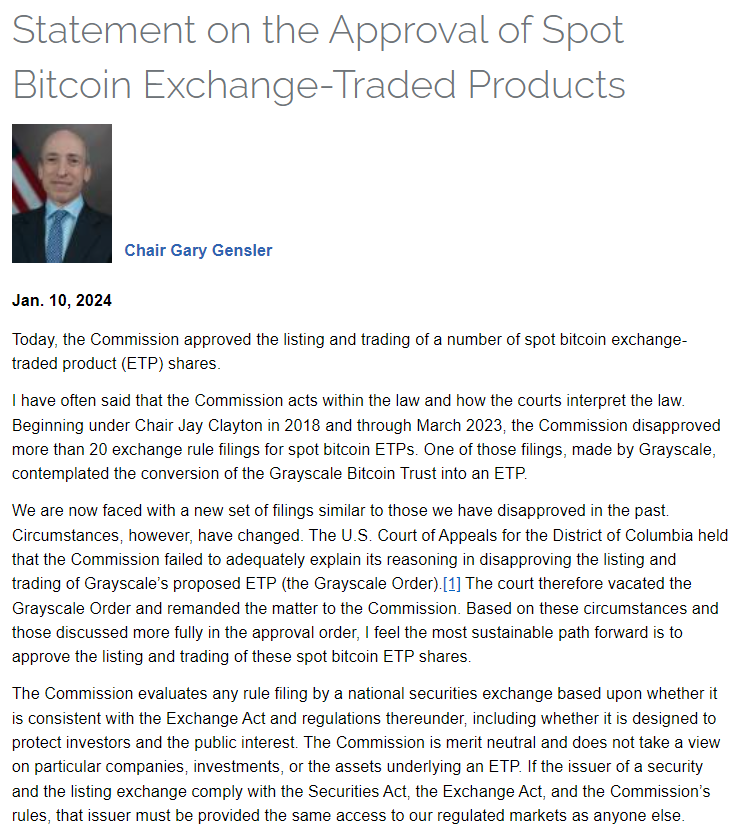 Statement on the Approval of Spot
Bitcoin Exchange-Traded Products
Chair Gary Gensler
Jan. 10, 2024
Today, the Commission approved the listing and trading of a number of spot bitcoin exchange-
traded product (ETP) shares.
I have often said that the Commission acts within the law and how the courts interpret the law.
Beginning under Chair Jay Clayton in 2018 and through March 2023, the Commission disapproved
more than 20 exchange rule filings for spot bitcoin ETPs. One of those filings, made by Grayscale,
contemplated the conversion of the Grayscale Bitcoin Trust into an ETP.
We are now faced with a new set of filings similar to those we have disapproved in the past.
Circumstances, however, have changed. The U.S. Court of Appeals for the District of Columbia held
that the Commission failed to adequately explain its reasoning in disapproving the listing and
trading of Grayscale’s proposed ETP (the Grayscale Order).[1] The court therefore vacated the
Grayscale Order and remanded the matter to the Commission. Based on these circumstances and
those discussed more fully in the approval order, I feel the most sustainable path forward is to
approve the listing and trading of these spot bitcoin ETP shares.
The Commission evaluates any rule filing by a national securities exchange based upon whether it
is consistent with the Exchange Act and regulations thereunder, including whether it is designed to
protect investors and the public interest. The Commission is merit neutral and does not take a view
on particular companies, investments, or the assets underlying an ETP. If the issuer of a security
and the listing exchange comply with the Securities Act, the Exchange Act, and the Commission’s
rules, that issuer must be provided the same access to our regulated markets as anyone else.